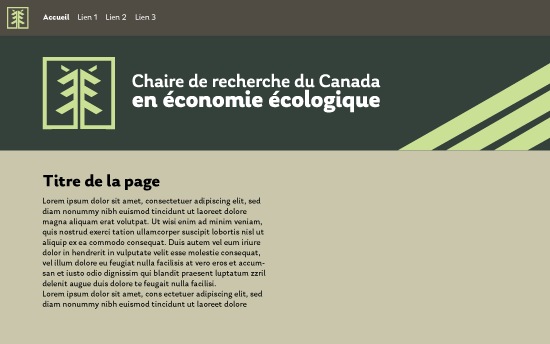 Accueil Lien 1 Lien 2 Lien 3
Chaire de recherche du Canada
en économie écologique
Titre de la page
Lorem ipsum dolor sit amet, consectetuer adipiscing elit, sed
diam nonummy nibh euismod tincidunt ut laoreet dolore
magna aliquam erat volutpat. Ut wisi enim ad minim veniam,
quis nostrud exerci tation ullamcorper suscipit lobortis nisl ut
aliquip ex ea commodo consequat. Duis autem vel eum iriure
dolor in hendrerit in vulputate velit esse molestie consequat,
vel illum dolore eu feugiat nulla facilisis at vero eros et accum-
san et iusto odio dignissim qui blandit praesent luptatum zzril
delenit augue duis dolore te feugait nulla facilisi.
Lorem ipsum dolor sit amet, cons ectetuer adipiscing elit, sed
diam nonummy nibh euismod tincidunt ut laoreet dolore